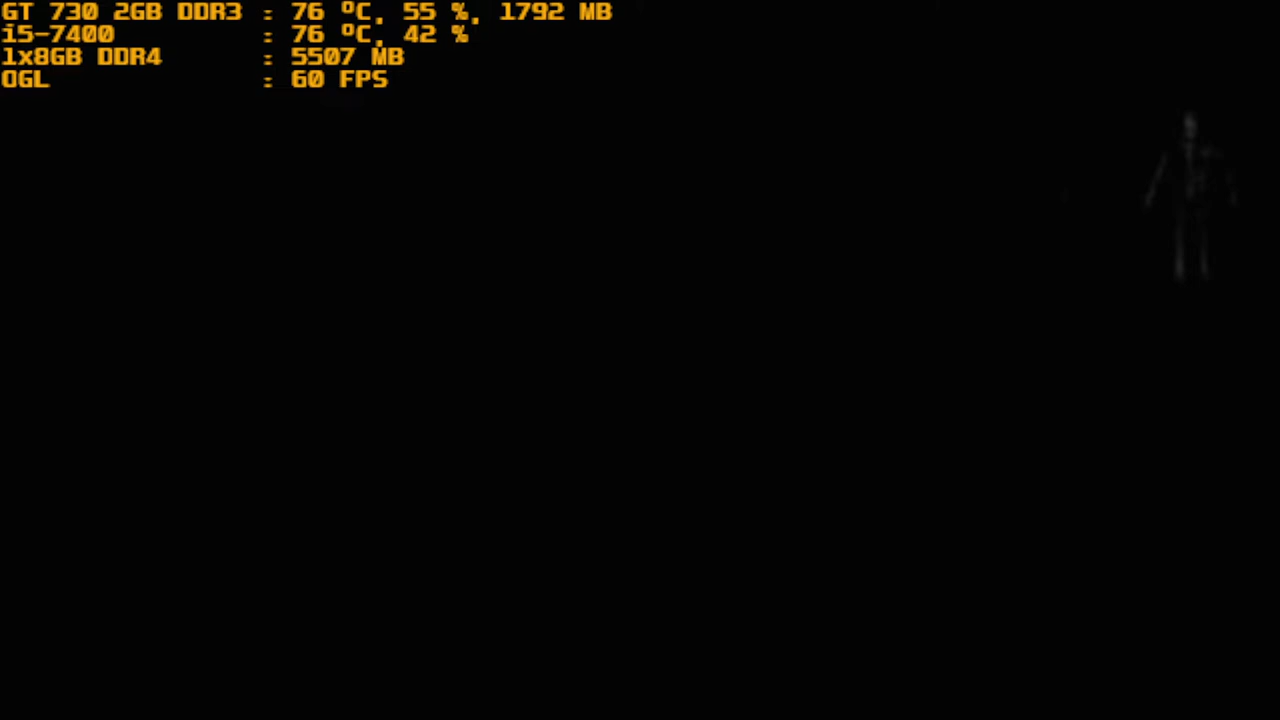 GT 730 2GB DDR3 : 76 ºC, 55 %, 1792 MB
i5-7400 : 76 ºC, 42 %
1x8GB DDR4 : 5507 MB
OGL : 60 FPS